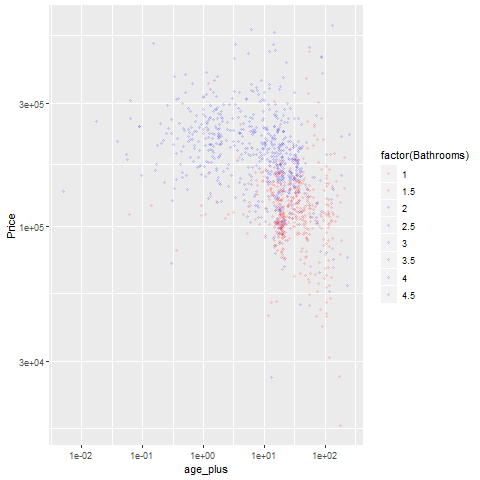 3e+05
1e+05
3e+04
Price
1e-02
1e-01
1e+00
1e+01
1e+02
age_plus
factor(Bathrooms)
1
1.5
2
2.5
3
3.5
4
4.5